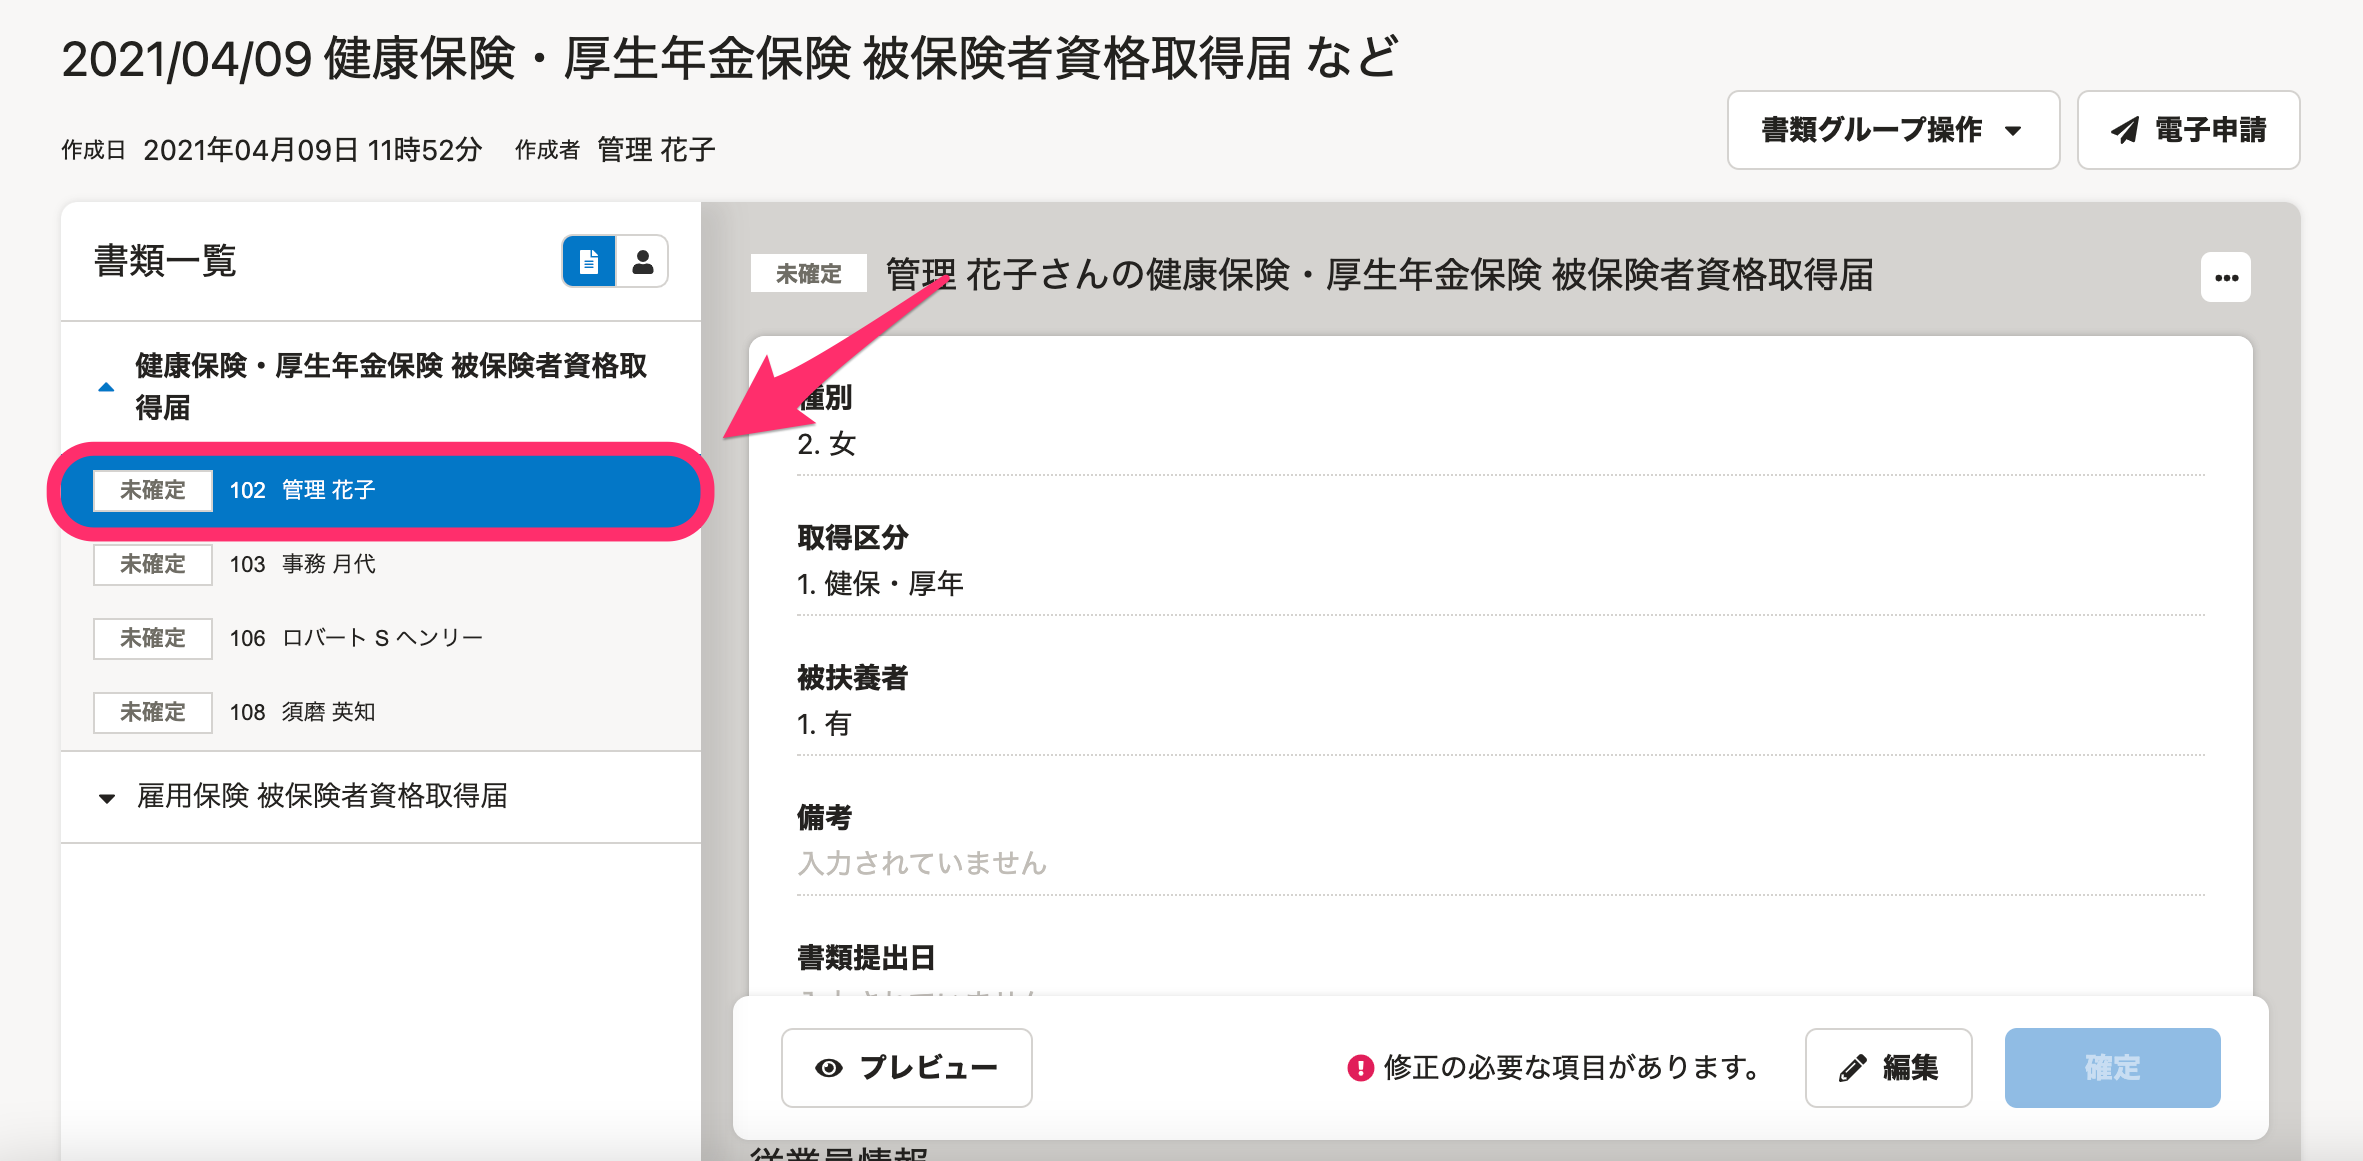 2021/04/09 健康保険・厚生年金保険 被保険者資格取得届 など
作成日 2021年04月09日 11時52分 作成者 管理 花子
書類グループ操作
電子申請
書類一覧
健康保険・厚生年金保険 被保険者資格取
得届
未確定 102 管理 花子
未確定 103 事務 月代
未確定 106 ロバート S ヘンリー
未確定 108 須磨 英知
雇用保険 被保険者資格取得届
未確定 管理 花子さんの健康保険・厚生年金保険 被保険者資格取得届
種別
2. 女
取得区分
1. 健保・厚年
被扶養者
1. 有
備考
入力されていません
書類提出日
プレビュー
修正の必要な項目があります。
編集
確定
従業員情報